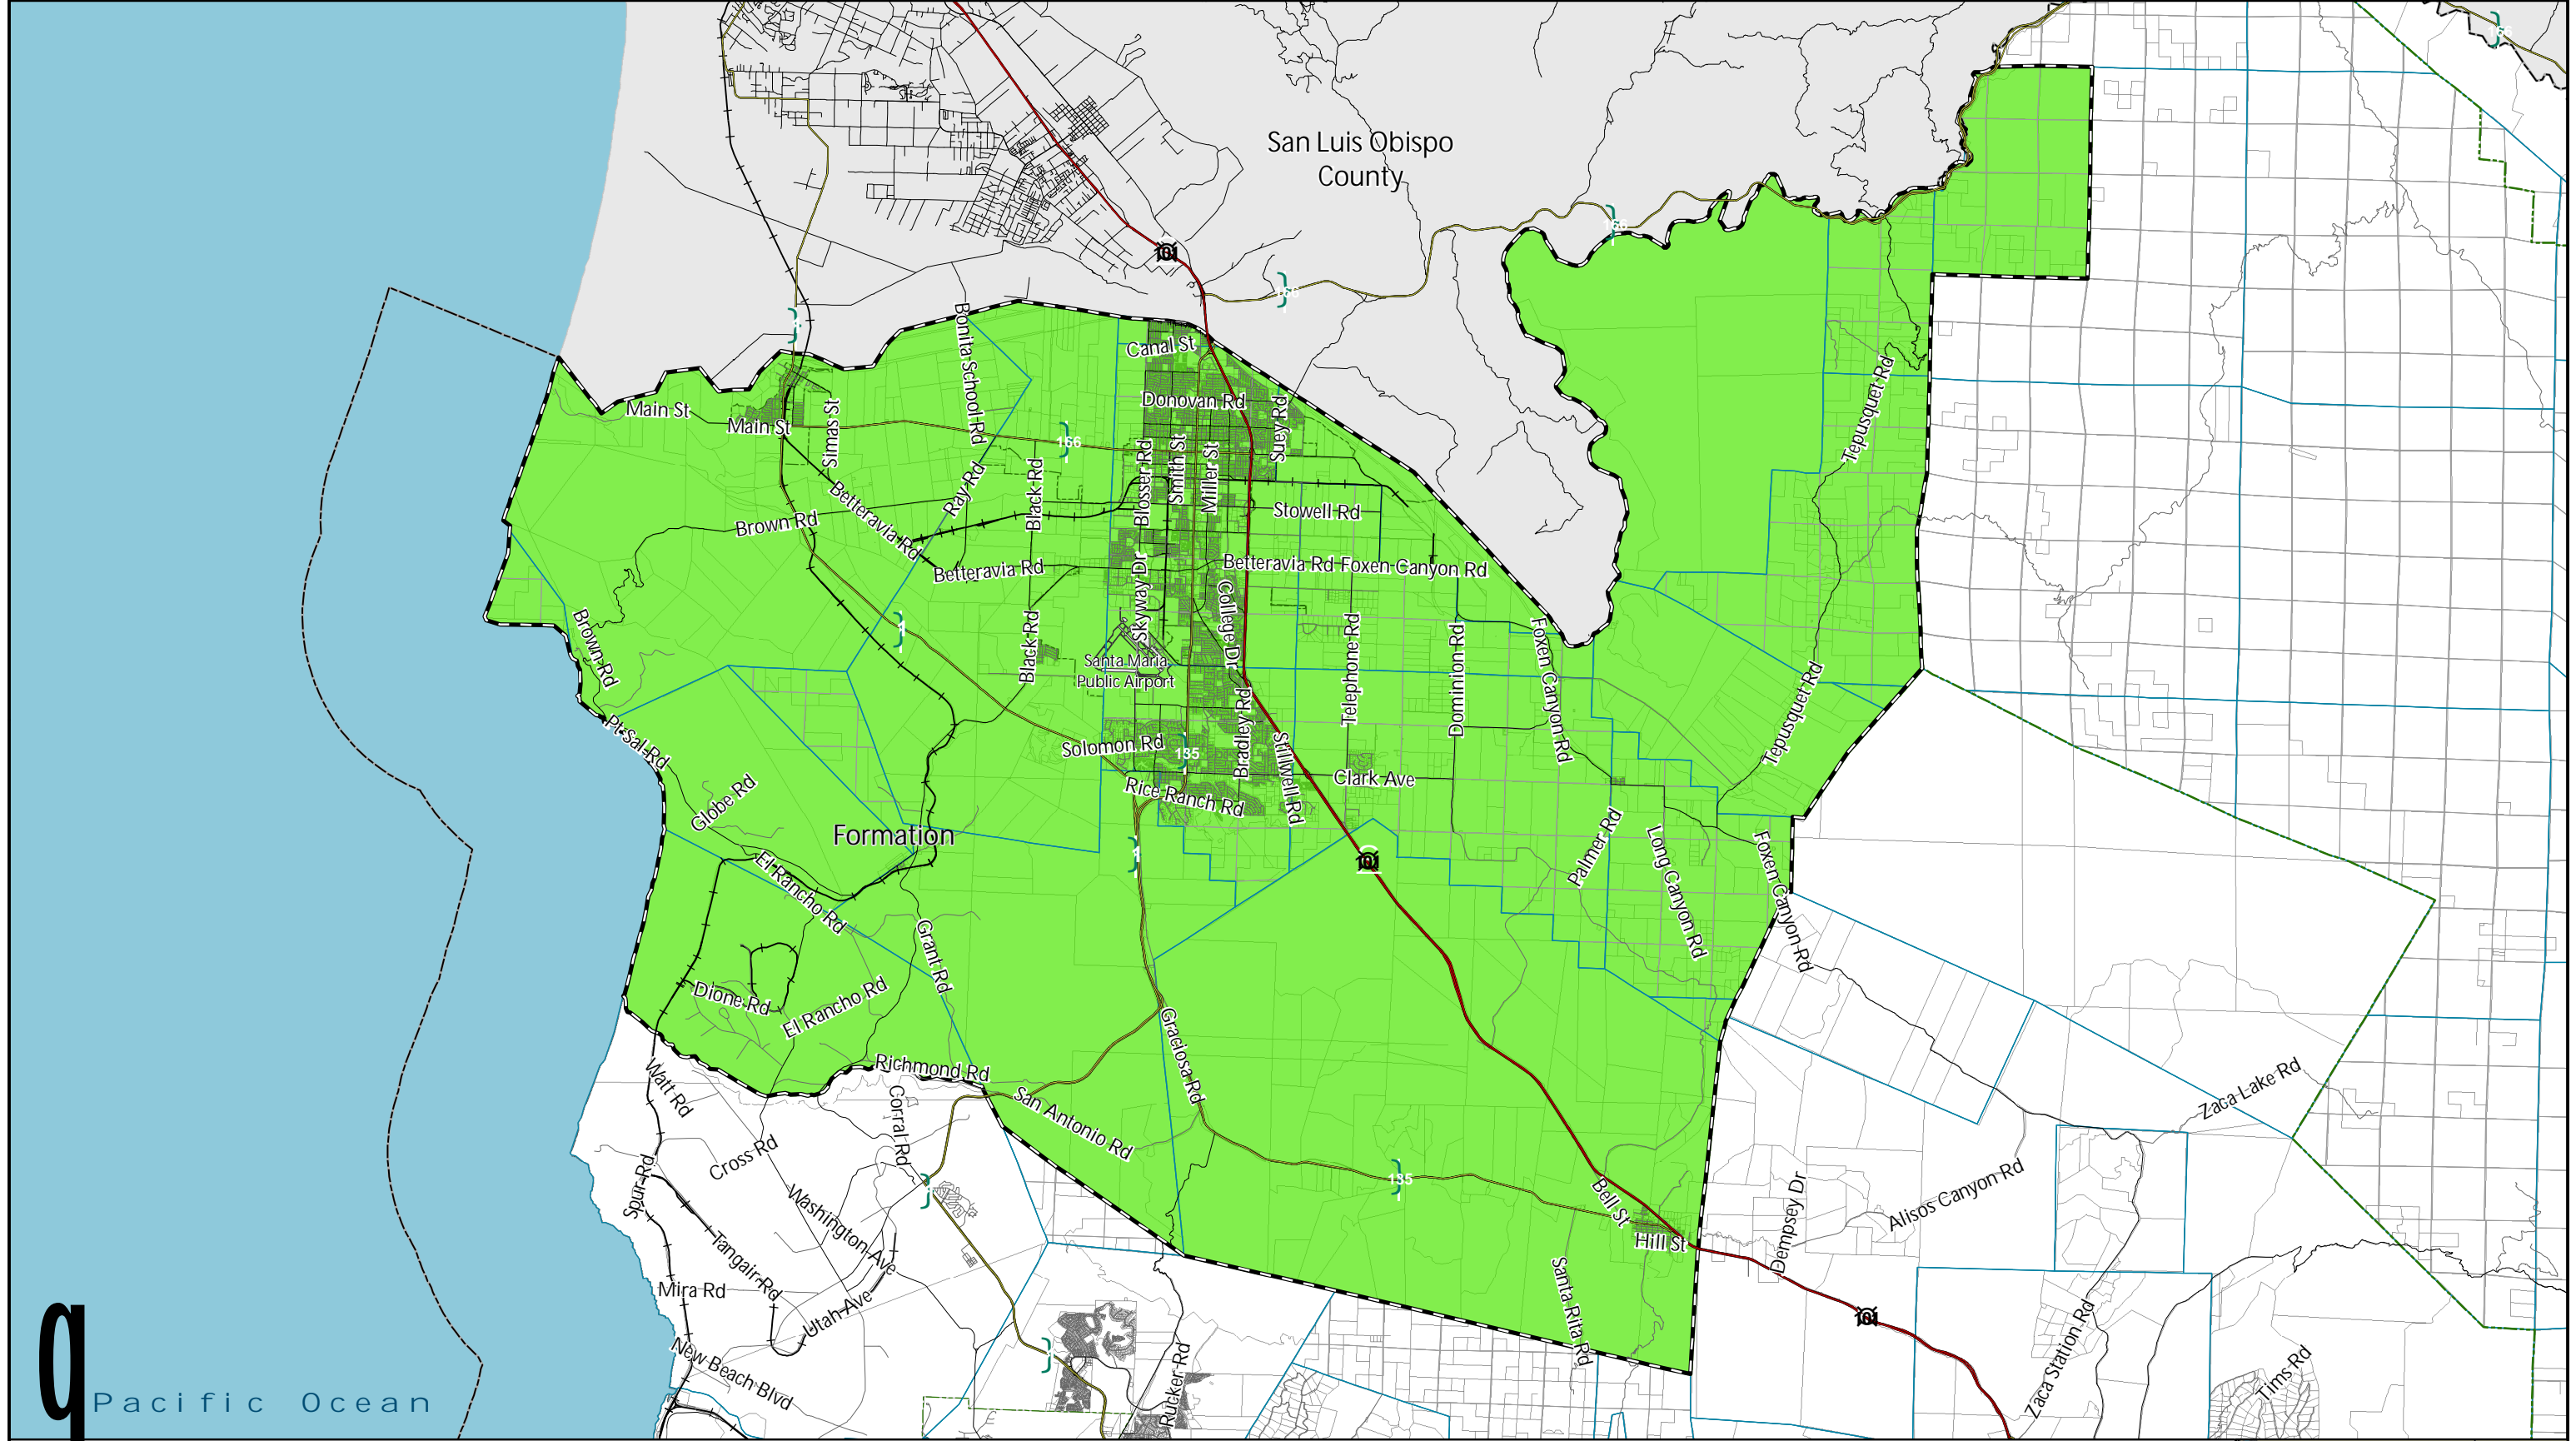 166
San Luis Obispo
County
101
166
166
1
Bonita School Rd
Canal St
Main St
Main St
Simas St
Donovan Rd
Suey Rd
Tepusquet Rd
166
Ray Rd
Black Rd
Blosser Rd
Smith St
Miller St
Betteravia Rd
Brown Rd
Stowell Rd
Betteravia Rd
Betteravia Rd
Foxen Canyon Rd
Skyway Dr
College Dr
1
Brown Rd
Black Rd
Santa Maria
Public Airport
Telephone Rd
Dominion Rd
Foxen Canyon Rd
Tepusquet Rd
Pt Sal Rd
Solomon Rd
135
Bradley Rd
Stillwell Rd
Clark Ave
Rice Ranch Rd
Globe Rd
Formation
1
101
Palmer Rd
Long Canyon Rd
Foxen Canyon Rd
El Rancho Rd
Grant Rd
Dione Rd
El Rancho Rd
Graciosa Rd
Richmond Rd
San Antonio Rd
Watt Rd
Corral Rd
Zaca Lake Rd
Cross Rd
Spur Rd
Washington Ave
135
Bell St
Hill St
Dempsey Dr
Alisos Canyon Rd
Tangair Rd
Mira Rd
Utah Ave
Santa Rita Rd
101
New Beach Blvd
Rucker Rd
Zaca Station Rd
Tims Rd
q
Pacific Ocean